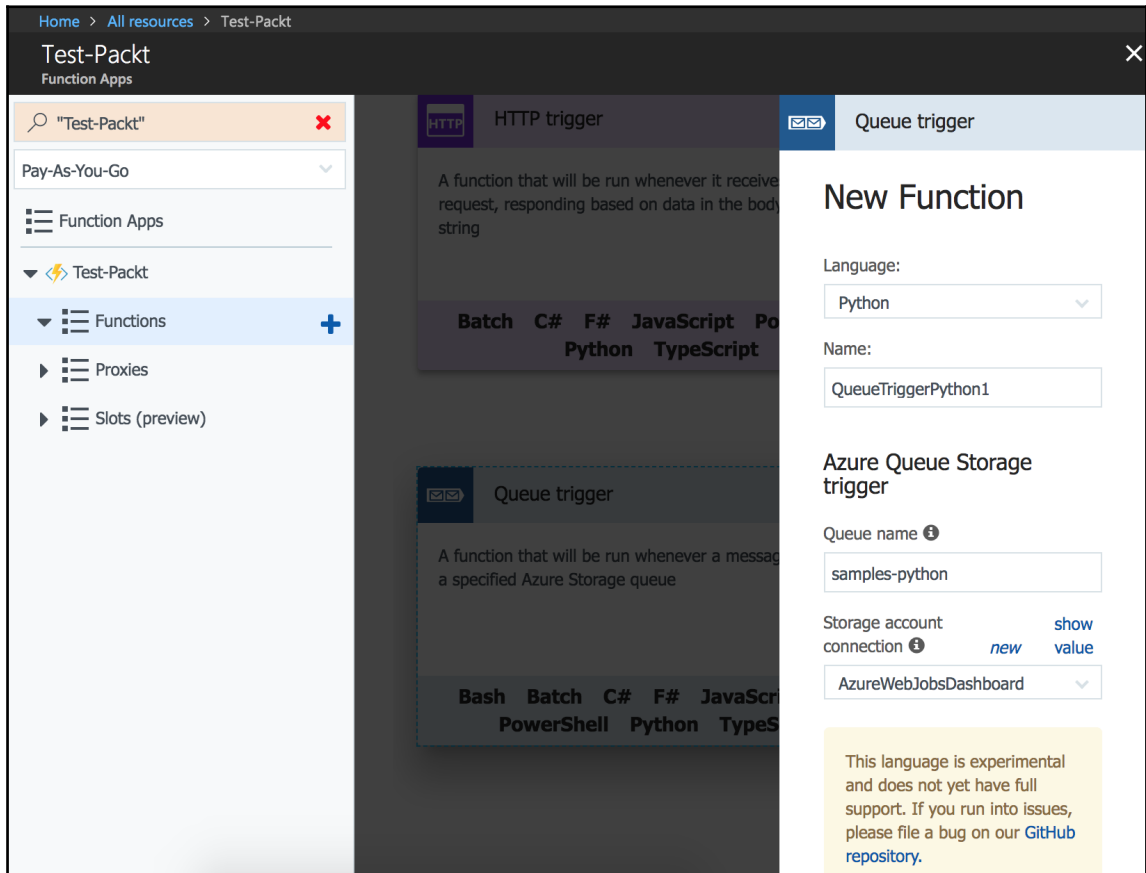 Home > All resources > Test-Packt
Test-Packt
Function Apps
"Test-Packt"
Pay-As-You-Go
Function Apps
Test-Packt
Functions
Proxies
Slots (preview)
HTTP
HTTP trigger
A function that will be run whenever it receive
request, responding based on data in the body
string
Batch C# F# JavaScript Po
Python TypeScript
Queue trigger
A function that will be run whenever a messag
a specified Azure Storage queue
Bash Batch C# F# JavaScri
PowerShell Python TypeS
Queue trigger
New Function
Language:
Python
Name:
QueueTriggerPython1
Azure Queue Storage
trigger
Queue name
samples-python
Storage account show
connection new value
AzureWebJobsDashboard
This language is experimental
and does not yet have full
support. If you run into issues,
please file a bug on our GitHub
repository.